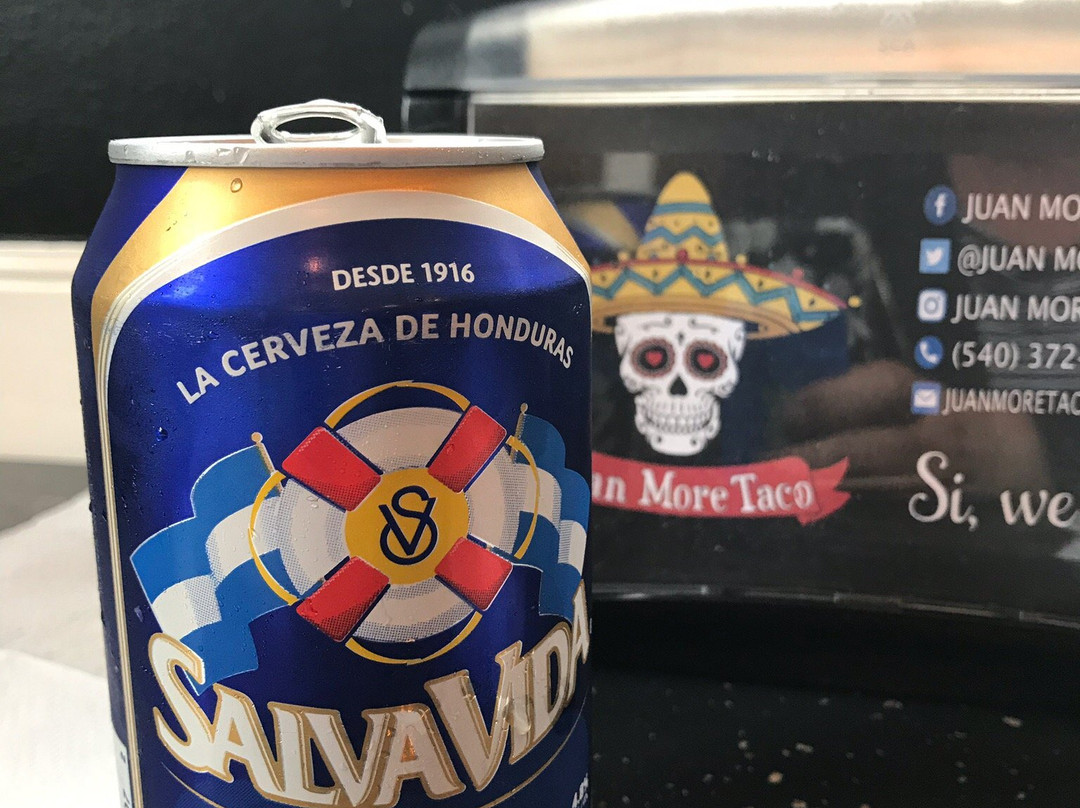 DESDE 1916
LA CERVEZA DE HONDURAS
SV
SALVAVIDA
JUAN MO
@JUAN M
JUAN MOR
(540) 372
JUANMORETAC
an More Taco
Si, we